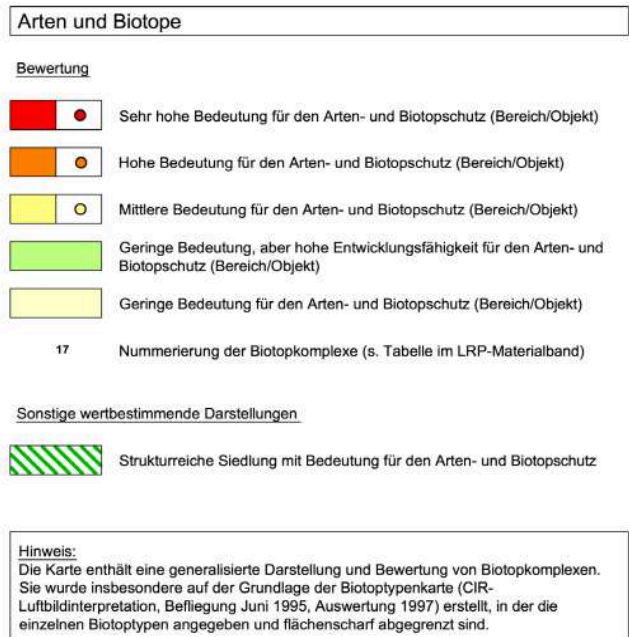 Arten und Biotope
Bewertung
Sehr hohe Bedeutung für den Arten- und Biotopschutz (Bereich/Objekt)
Hohe Bedeutung für den Arten- und Biotopschutz (Bereich/Objekt)
Mittlere Bedeutung für den Arten- und Biotopschutz (Bereich/Objekt)
Geringe Bedeutung, aber hohe Entwicklungsfähigkeit für den Arten- und
Biotopschutz (Bereich/Objekt)
Geringe Bedeutung für den Arten- und Biotopschutz (Bereich/Objekt)
17 Nummerierung der Biotopkomplexe (s. Tabelle im LRP-Materialband)
Sonstige wertbestimmende Darstellungen
Strukturreiche Siedlung mit Bedeutung für den Arten- und Biotopschutz
Hinweis:
Die Karte enthält eine generalisierte Darstellung und Bewertung von Biotopkomplexen.
Sie wurde insbesondere auf der Grundlage der Biotoptypenkarte (CIR-
Luftbildinterpretation, Befliegung Juni 1995, Auswertung 1997) erstellt, in der die
einzelnen Biotoptypen angegeben und flächenscharf abgegrenzt sind.